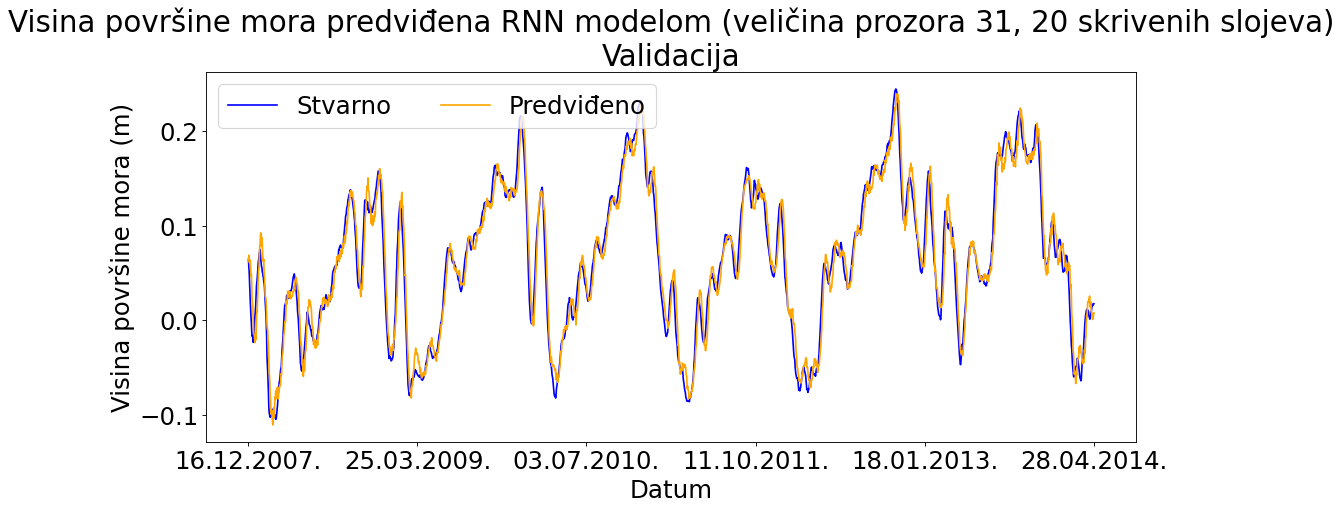 Visina površine mora predviđena RNN modelom (veličina prozora 31, 20 skrivenih slojeva)
Validacija
Stvarno
Predviđeno
Visina površine mora (m)
0.2
0.1
0.0
−0.1
16.12.2007.
25.03.2009.
03.07.2010.
11.10.2011.
18.01.2013.
28.04.2014.
Datum